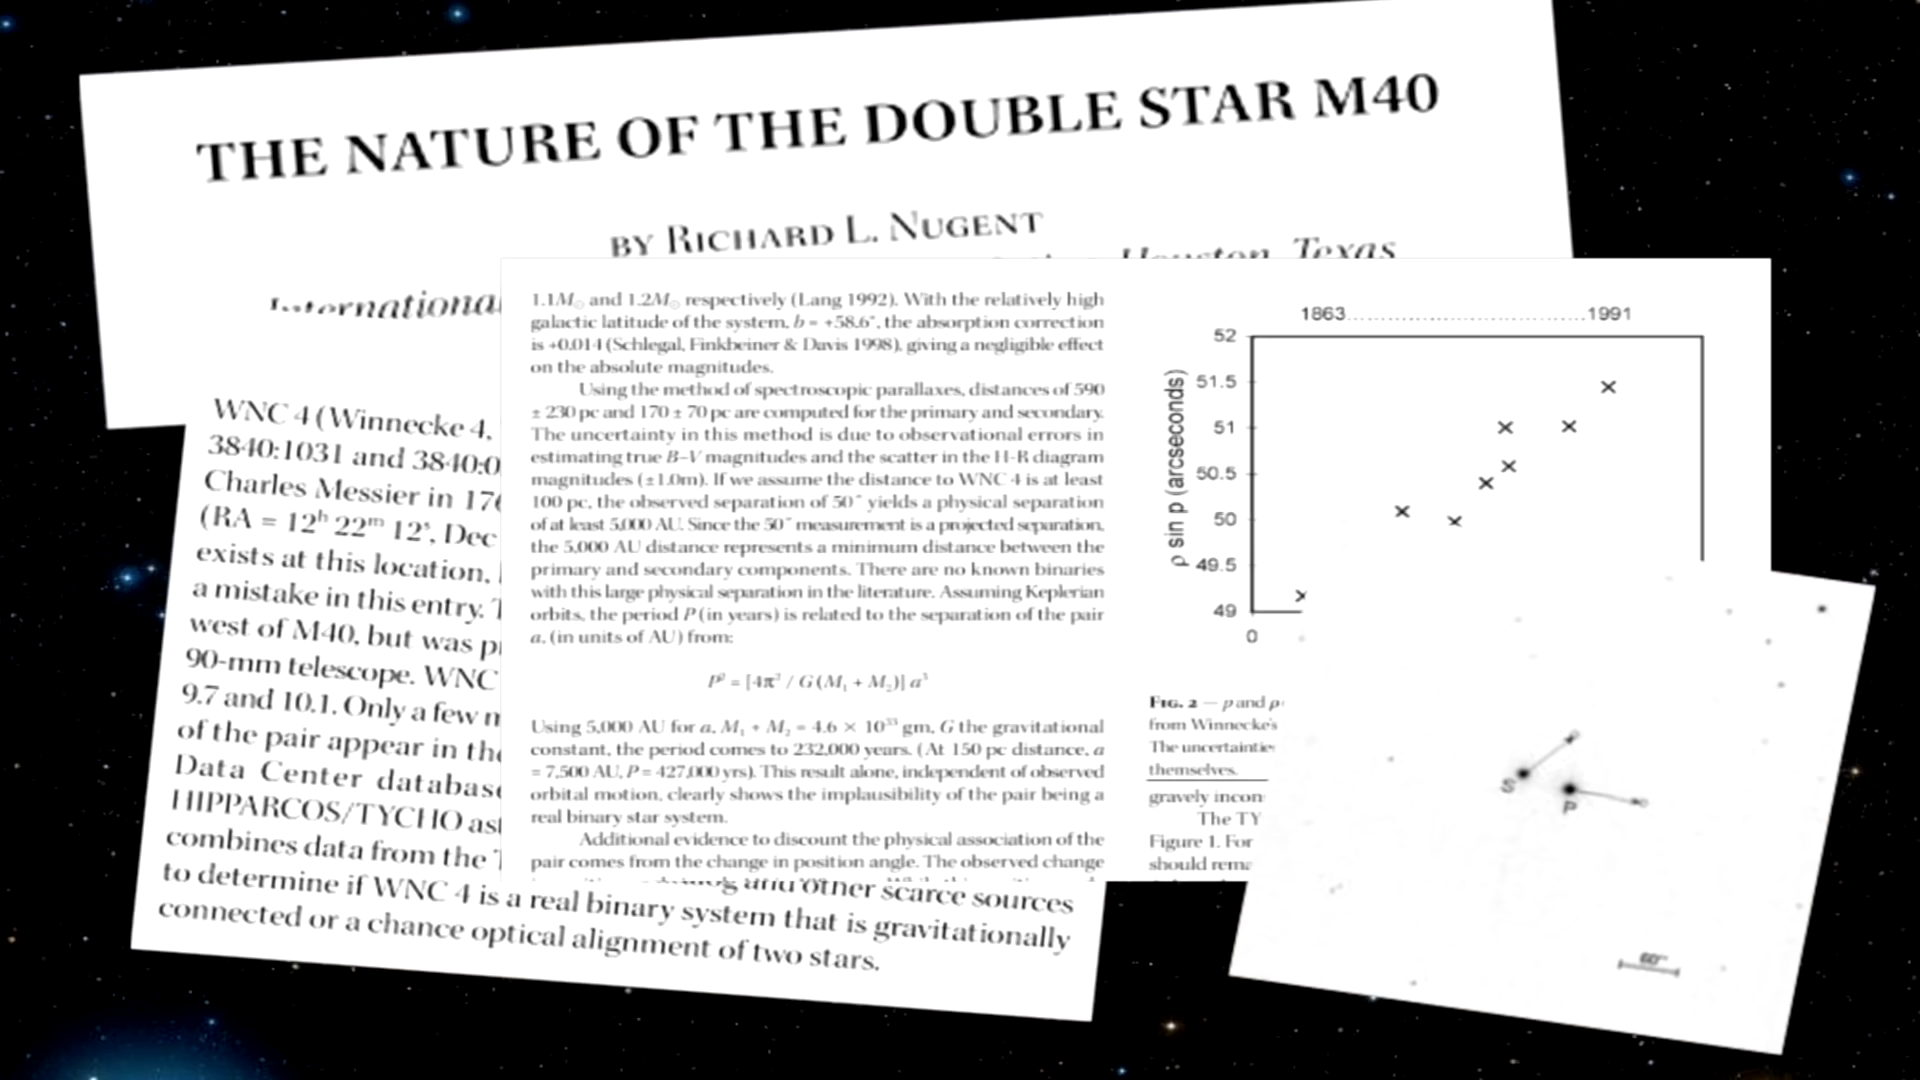 THE NATURE OF THE DOUBLE STAR M40
BY RICHARD L. NUGENT
Houston, Texas
International
WNC 4 (Winnecke 4,
3840:1031 and 3840:0
Charles Messier in 176
(RA = 12ʰ 22ᵐ 12ˢ, Dec
exists at this location,
a mistake in this entry. T
west of M40, but was p
90-mm telescope. WNC
9.7 and 10.1. Only a few m
of the pair appear in the
Data Center database
HIPPARCOS/TYCHO ast
combines data from the T
and other scarce sources
to determine if WNC 4 is a real binary system that is gravitationally
connected or a chance optical alignment of two stars.
1.1M☉ and 1.2M☉ respectively (Lang 1992). With the relatively high
galactic latitude of the system, b = +58.6°, the absorption correction
is +0.014 (Schlegal, Finkbeiner & Davis 1998), giving a negligible effect
on the absolute magnitudes.
Using the method of spectroscopic parallaxes, distances of 590
± 230 pc and 170 ± 70 pc are computed for the primary and secondary.
The uncertainty in this method is due to observational errors in
estimating true B–V magnitudes and the scatter in the H-R diagram
magnitudes (±1.0m). If we assume the distance to WNC 4 is at least
100 pc, the observed separation of 50˝ yields a physical separation
of at least 5,000 AU. Since the 50˝ measurement is a projected separation,
the 5,000 AU distance represents a minimum distance between the
primary and secondary components. There are no known binaries
with this large physical separation in the literature. Assuming Keplerian
orbits, the period P (in years) is related to the separation of the pair
a, (in units of AU) from:
P² = [4π² / G(M₁ + M₂)] a³
Using 5,000 AU for a, M₁ + M₂ = 4.6 × 10³³ gm, G the gravitational
constant, the period comes to 232,000 years. (At 150 pc distance, a
= 7,500 AU, P = 427,000 yrs). This result alone, independent of observed
orbital motion, clearly shows the implausibility of the pair being a
real binary star system.
Additional evidence to discount the physical association of the
pair comes from the change in position angle. The observed change
1863 1991
ρ sin p (arcseconds)
52
51.5
51
50.5
50
49.5
49
0
FIG. 2 — p and ρ
from Winnecke's
The uncertaintie
themselves.
gravely incon
The TY
Figure 1. For
should rema
S
P
60"